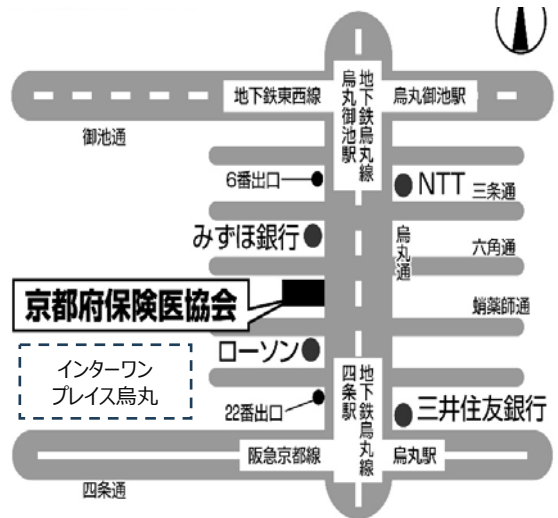 地下鉄東西線
地下鉄烏丸線
烏丸御池駅
烏丸御池駅
御池通
6番出口
NTT
三条通
みずほ銀行
烏丸通
六角通
京都府保険医協会
蛸薬師通
ローソン
インターワン
プレイス烏丸
地下鉄烏丸線
四条駅
22番出口
三井住友銀行
阪急京都線
烏丸駅
四条通